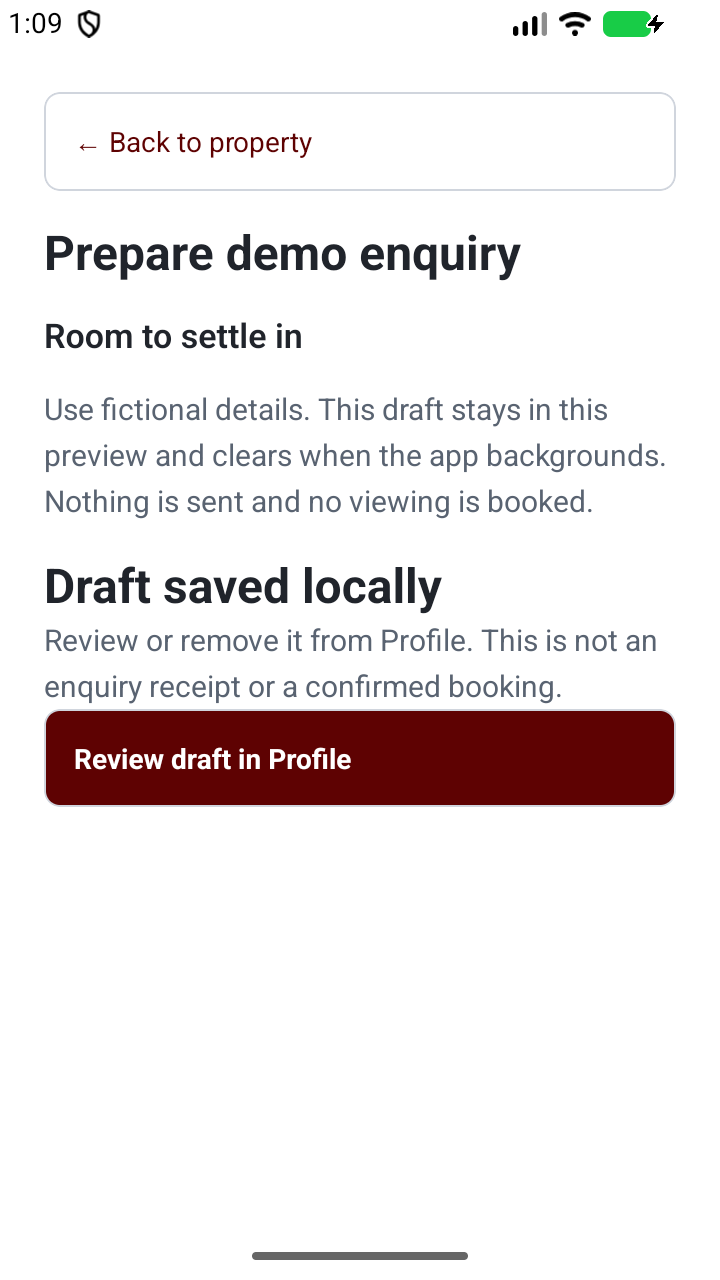 1:09
← Back to property
Prepare demo enquiry
Room to settle in
Use fictional details. This draft stays in this
preview and clears when the app backgrounds.
Nothing is sent and no viewing is booked.
Draft saved locally
Review or remove it from Profile. This is not an
enquiry receipt or a confirmed booking.
Review draft in Profile